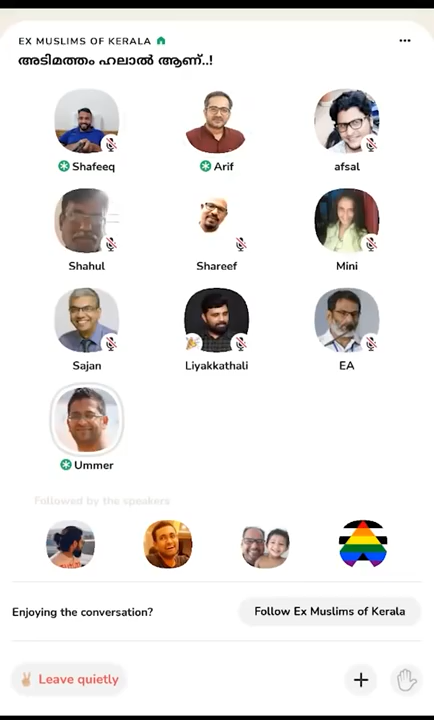 EX MUSLIMS OF KERALA
അടിമത്തം ഹലാൽ ആണ്..!
Shafeeq
Arif
afsal
Shahul
Shareef
Mini
Sajan
Liyakkathali
EA
Ummer
Followed by the speakers
Enjoying the conversation?
Follow Ex Muslims of Kerala
Leave quietly